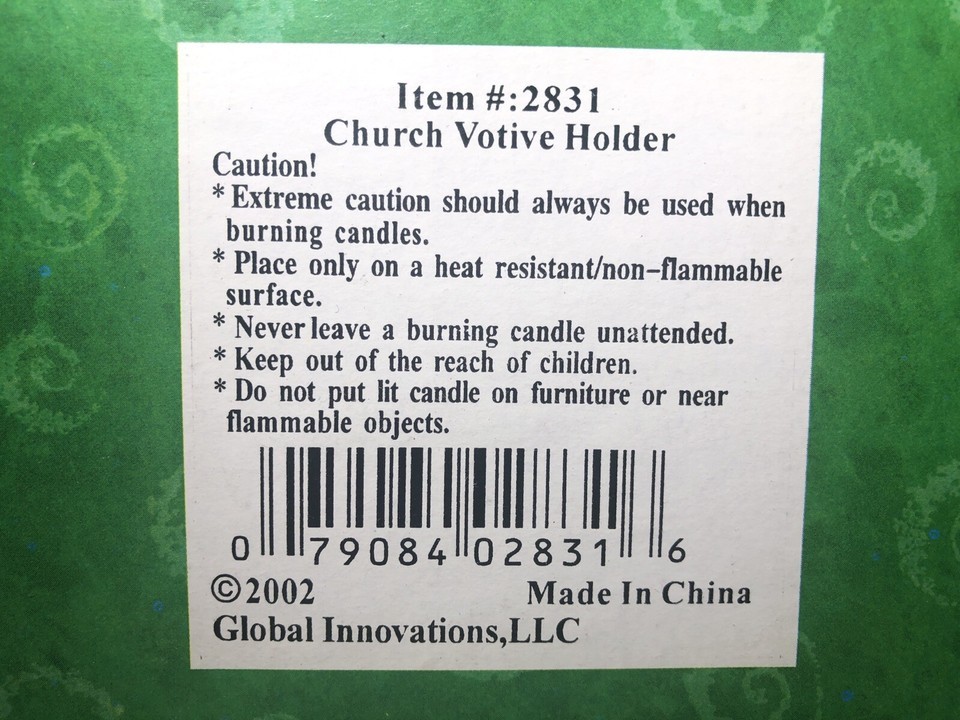 Item #:2831
Church Votive Holder
Caution!
* Extreme caution should always be used when
burning candles.
* Place only on a heat resistant/non-flammable
surface.
* Never leave a burning candle unattended.
* Keep out of the reach of children.
* Do not put lit candle on furniture or near
flammable objects.
0 79084 02831 6
©2002 Made In China
Global Innovations,LLC